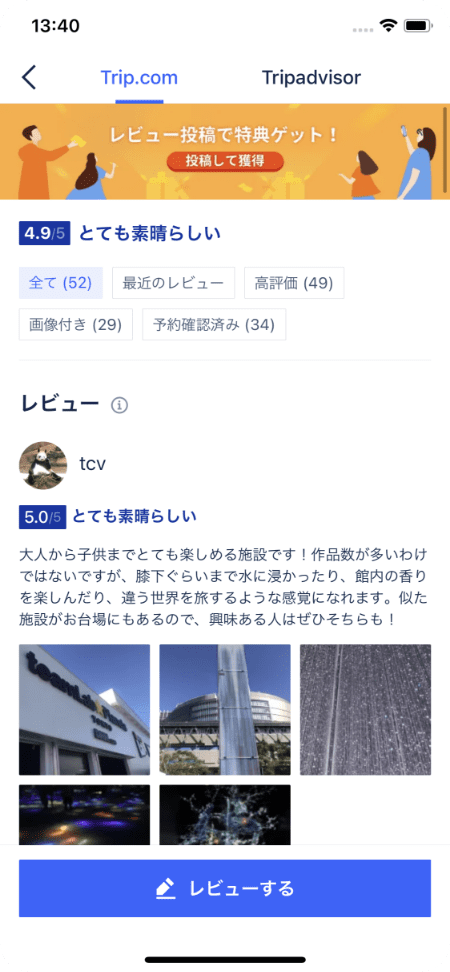 13:40
Trip.com
Tripadvisor
レビュー投稿で特典ゲット！
投稿して獲得
4.9/5 とても素晴らしい
全て (52)
最近のレビュー
高評価 (49)
画像付き (29)
予約確認済み (34)
レビュー
tcv
5.0/5 とても素晴らしい
大人から子供までとても楽しめる施設です！作品数が多いわけ
ではないですが、膝下ぐらいまで水に浸かったり、館内の香り
を楽しんだり、違う世界を旅するような感覚になれます。似た
施設がお台場にもあるので、興味ある人はぜひそちらも！
teamLab
レビューする